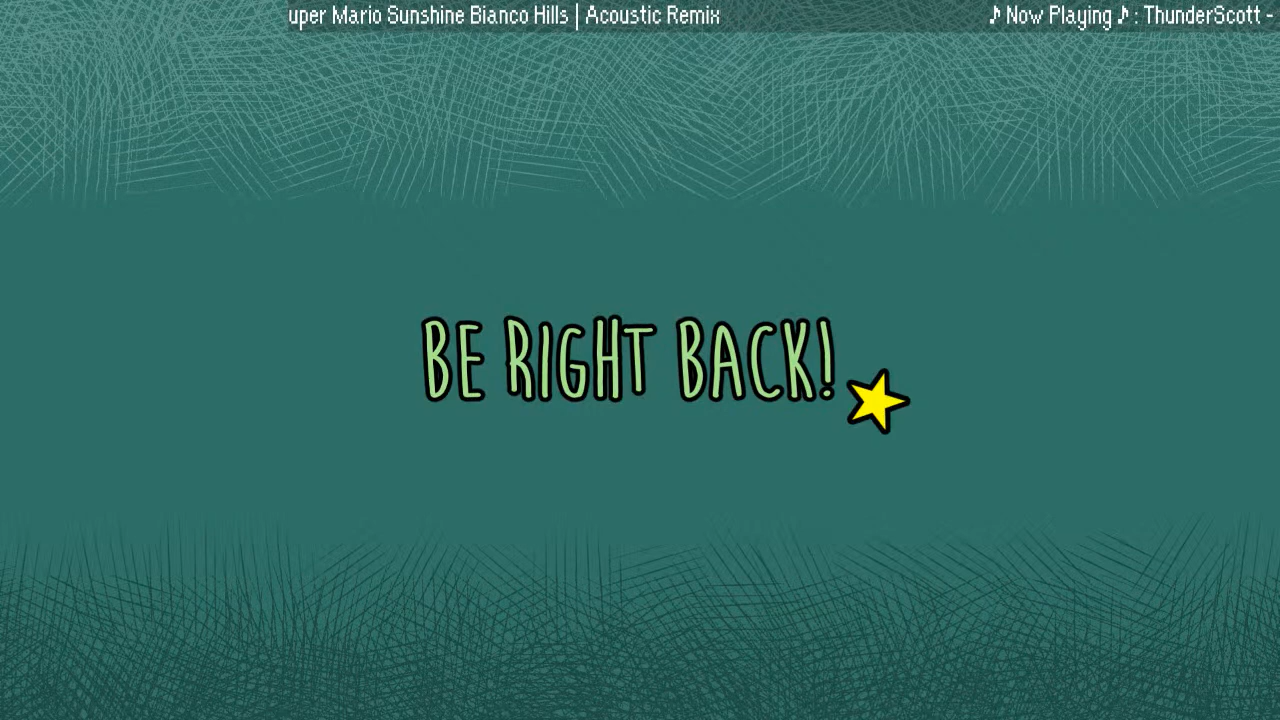 uper Mario Sunshine Bianco Hills | Acoustic Remix
♪ Now Playing ♪ : ThunderScott -
BE RIGHT BACK!